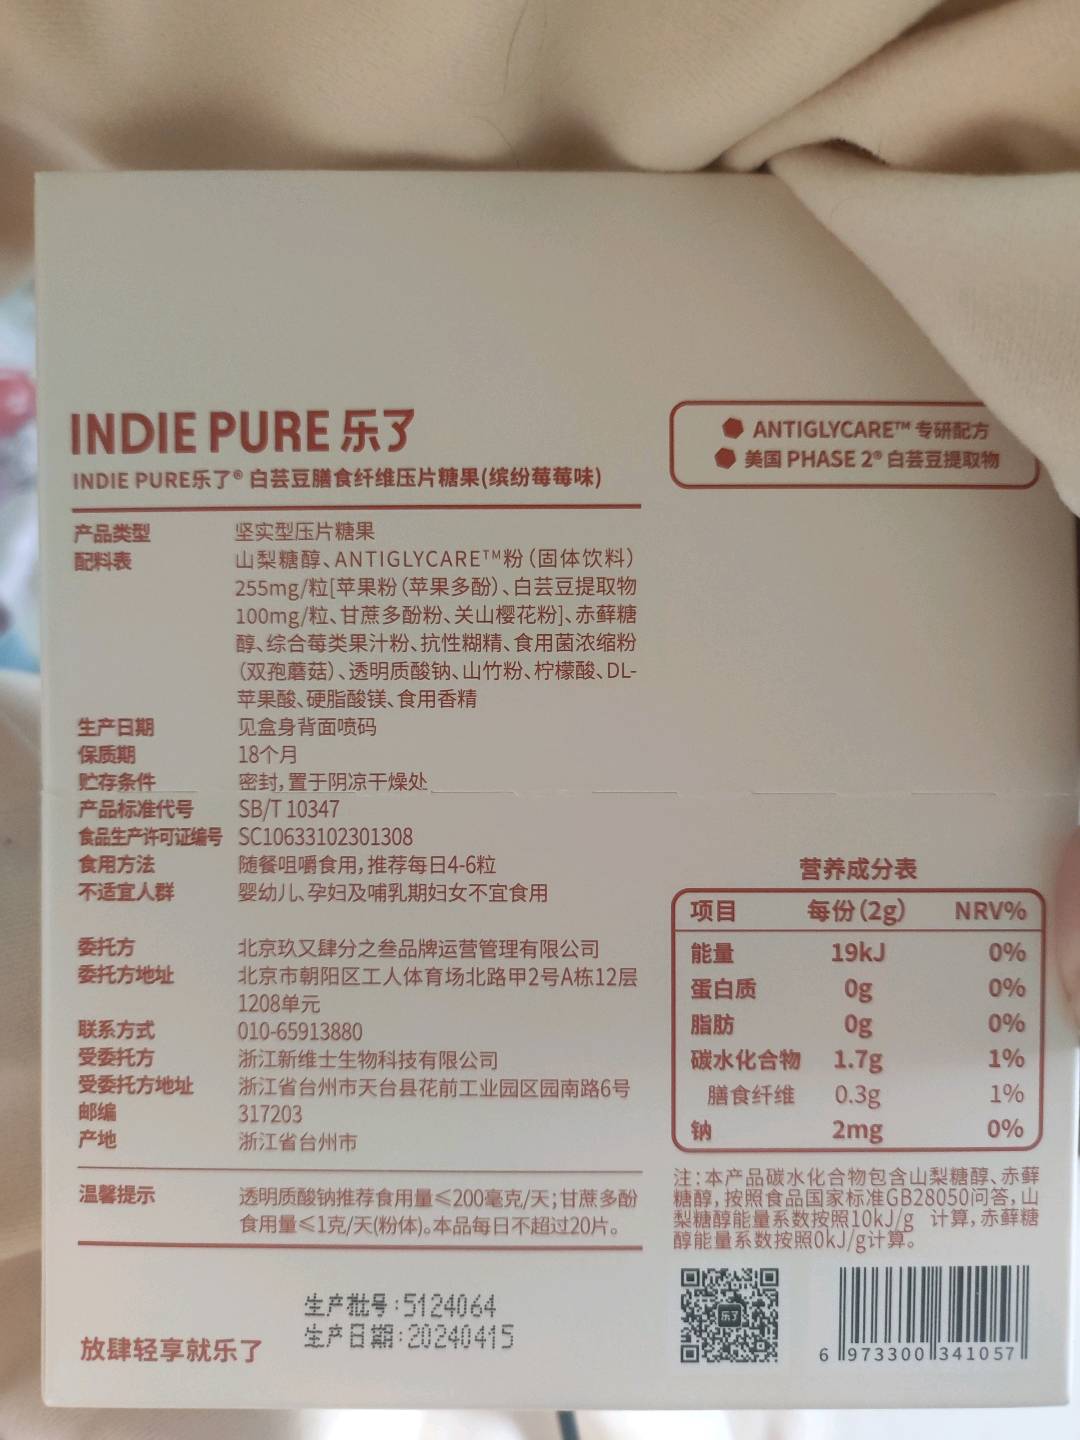 INDIE PURE 乐了
INDIE PURE乐了® 白芸豆膳食纤维压片糖果(缤纷莓莓味)
ANTIGLYCARE™ 专研配方
美国 PHASE 2® 白芸豆提取物
产品类型 坚实型压片糖果
配料表 山梨糖醇、ANTIGLYCARE™粉（固体饮料）
255mg/粒[苹果粉（苹果多酚）、白芸豆提取物
100mg/粒、甘蔗多酚粉、关山樱花粉]、赤藓糖
醇、综合莓类果汁粉、抗性糊精、食用菌浓缩粉
（双孢蘑菇）、透明质酸钠、山竹粉、柠檬酸、DL-
苹果酸、硬脂酸镁、食用香精
生产日期 见盒身背面喷码
保质期 18个月
贮存条件 密封，置于阴凉干燥处
产品标准代号 SB/T 10347
食品生产许可证编号 SC10633102301308
食用方法 随餐咀嚼食用，推荐每日4-6粒
不适宜人群 婴幼儿、孕妇及哺乳期妇女不宜食用
委托方 北京玖又肆分之叁品牌运营管理有限公司
委托方地址 北京市朝阳区工人体育场北路甲2号A栋12层
1208单元
联系方式 010-65913880
受委托方 浙江新维士生物科技有限公司
受委托方地址 浙江省台州市天台县花前工业园区园南路6号
邮编 317203
产地 浙江省台州市
温馨提示 透明质酸钠推荐食用量≤200毫克/天；甘蔗多酚
食用量≤1克/天(粉体)。本品每日不超过20片。
营养成分表
项目 每份（2g） NRV%
能量 19kJ 0%
蛋白质 0g 0%
脂肪 0g 0%
碳水化合物 1.7g 1%
膳食纤维 0.3g 1%
钠 2mg 0%
注：本产品碳水化合物包含山梨糖醇、赤藓
糖醇，按照食品国家标准GB28050问答，山
梨糖醇能量系数按照10kJ/g 计算，赤藓糖
醇能量系数按照0kJ/g计算。
生产批号：5124064
生产日期：20240415
放肆轻享就乐了
乐了
6 973300 341057